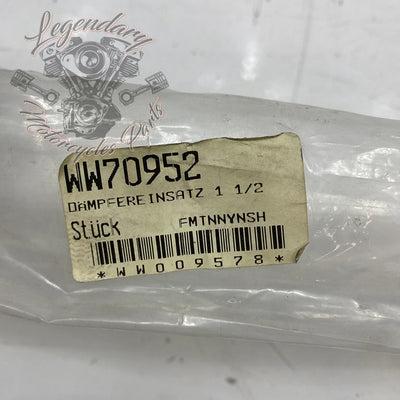 Legendary
Motorcycles Parts
WW70952
DÄMPFEREINSATZ 1 1/2
Stück FMTNNYNSH
*WW009578*